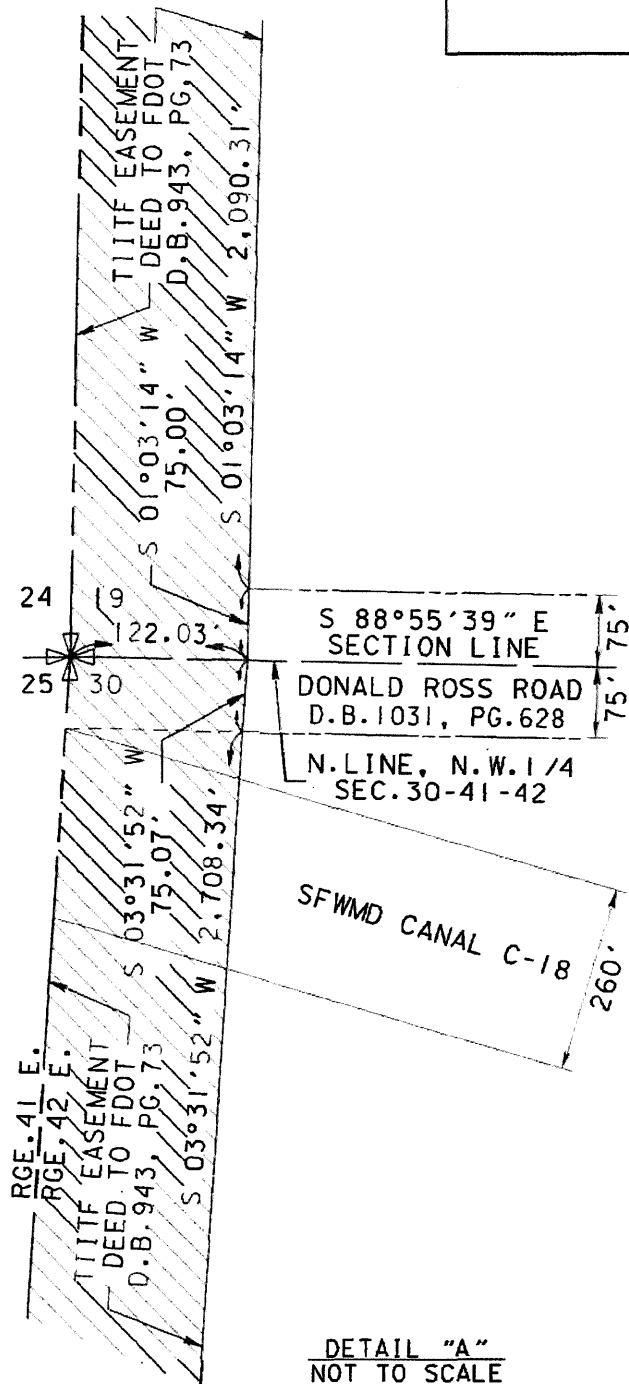 TIITF EASEMENT
DEED TO FDOT
D.B.943, PG.73
S 01°03'14" W
75.00'
S 01°03'14" W 2,090.31"
24 19
122.03'
25 30
S 88°55'39" E
SECTION LINE
75'
DONALD ROSS ROAD
D.B.1031, PG.628
75'
N.LINE, N.W.1/4
SEC.30-41-42
S 03°31'52" W
75.07'
S 03°31'52" W 2,708.34'
SFWMD CANAL C-18
260'
RGE.41 E.
RGE.42 E.
TIITF EASEMENT
DEED TO FDOT
D.B.943, PG.73
DETAIL "A"
NOT TO SCALE